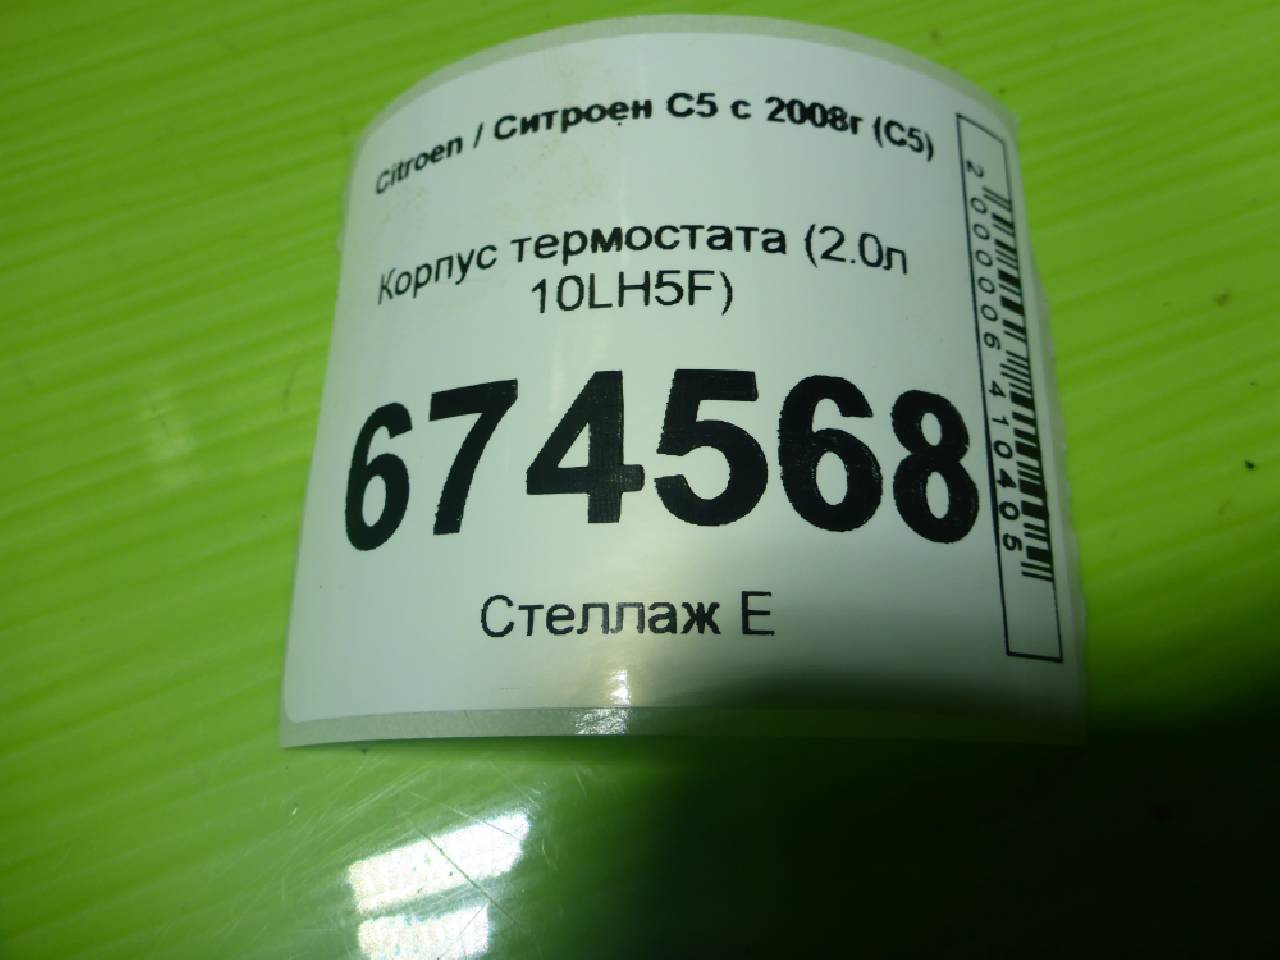 Citroen / Ситроен C5 с 2008г (C5)
Корпус термостата (2.0л
10LH5F)
674568
Стеллаж Е
2000006410405